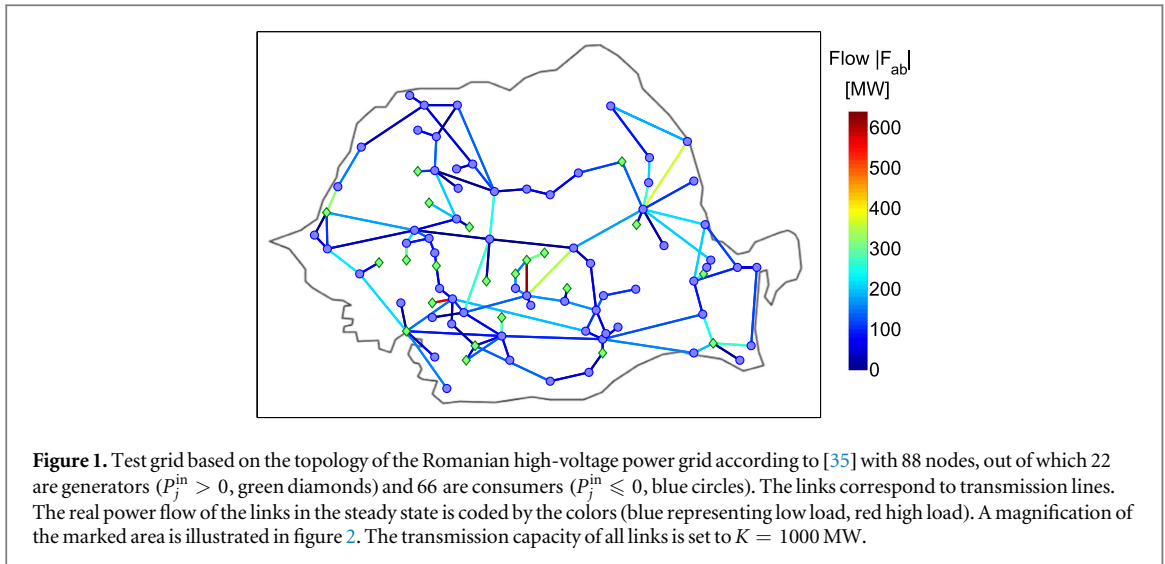 Flow |F_ab|
[MW]
600
500
400
300
200
100
0
Figure 1. Test grid based on the topology of the Romanian high-voltage power grid according to [35] with 88 nodes, out of which 22
are generators (P_j^in > 0, green diamonds) and 66 are consumers (P_j^in ⩽ 0, blue circles). The links correspond to transmission lines.
The real power flow of the links in the steady state is coded by the colors (blue representing low load, red high load). A magnification of
the marked area is illustrated in figure 2. The transmission capacity of all links is set to K = 1000 MW.